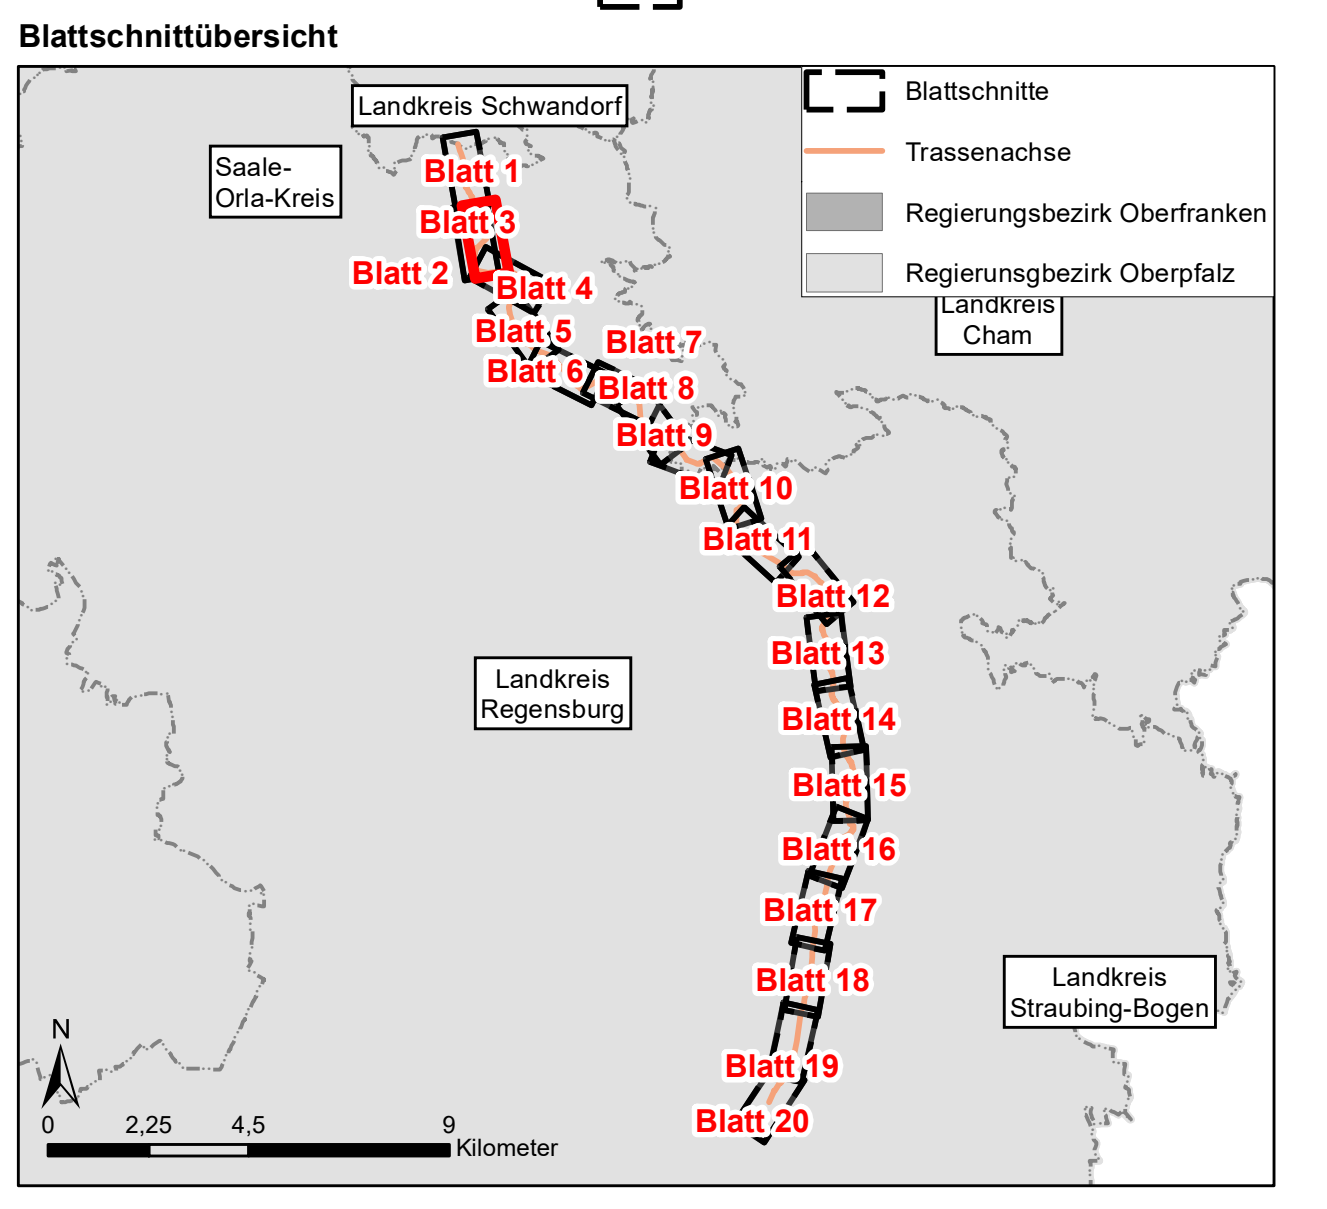 Blattschnittübersicht
Landkreis Schwandorf
Saale-
Orla-Kreis
Blattschnitte
Trassenachse
Regierungsbezirk Oberfranken
Regierunsgbezirk Oberpfalz
Landkreis
Cham
Blatt 1
Blatt 3
Blatt 2
Blatt 4
Blatt 5
Blatt 7
Blatt 6
Blatt 8
Blatt 9
Blatt 10
Blatt 11
Blatt 12
Blatt 13
Landkreis
Regensburg
Blatt 14
Blatt 15
Blatt 16
Blatt 17
Blatt 18
Landkreis
Straubing-Bogen
Blatt 19
Blatt 20
N
0 2,25 4,5 9
Kilometer